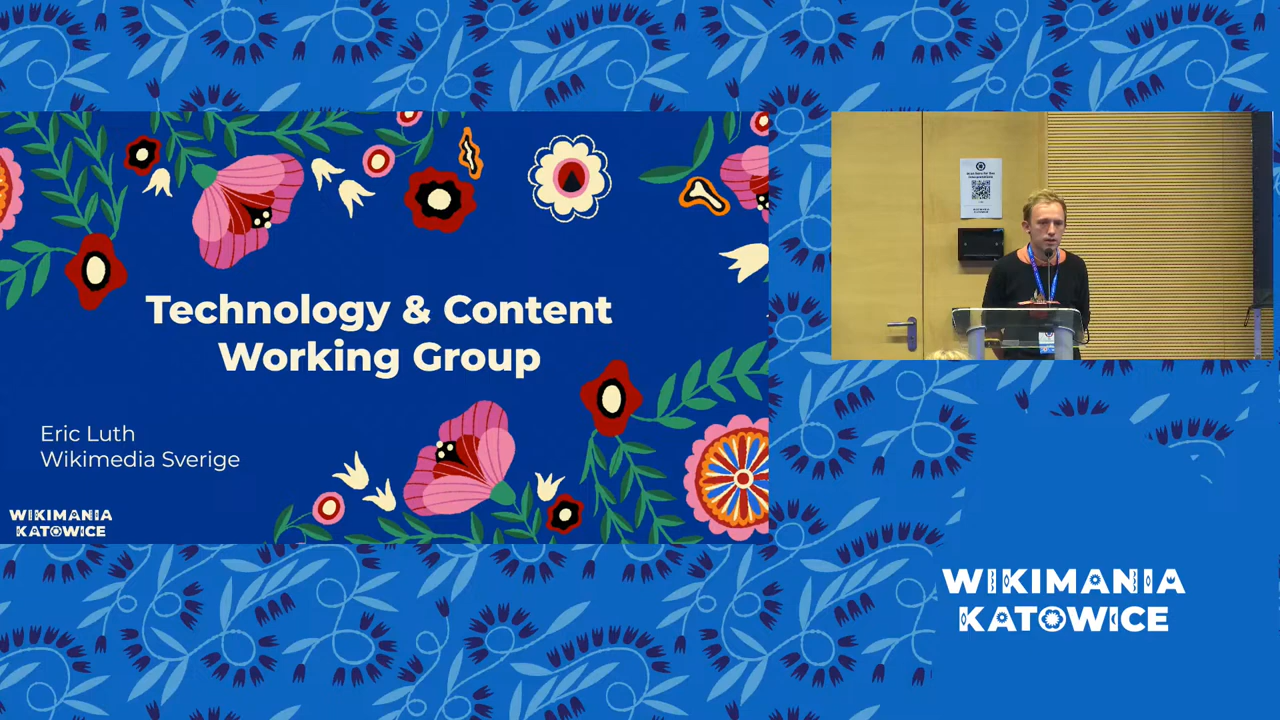 Technology & Content
Working Group
Eric Luth
Wikimedia Sverige
WIKIMANIA
KATOWICE
WIKIMANIA
KATOWICE